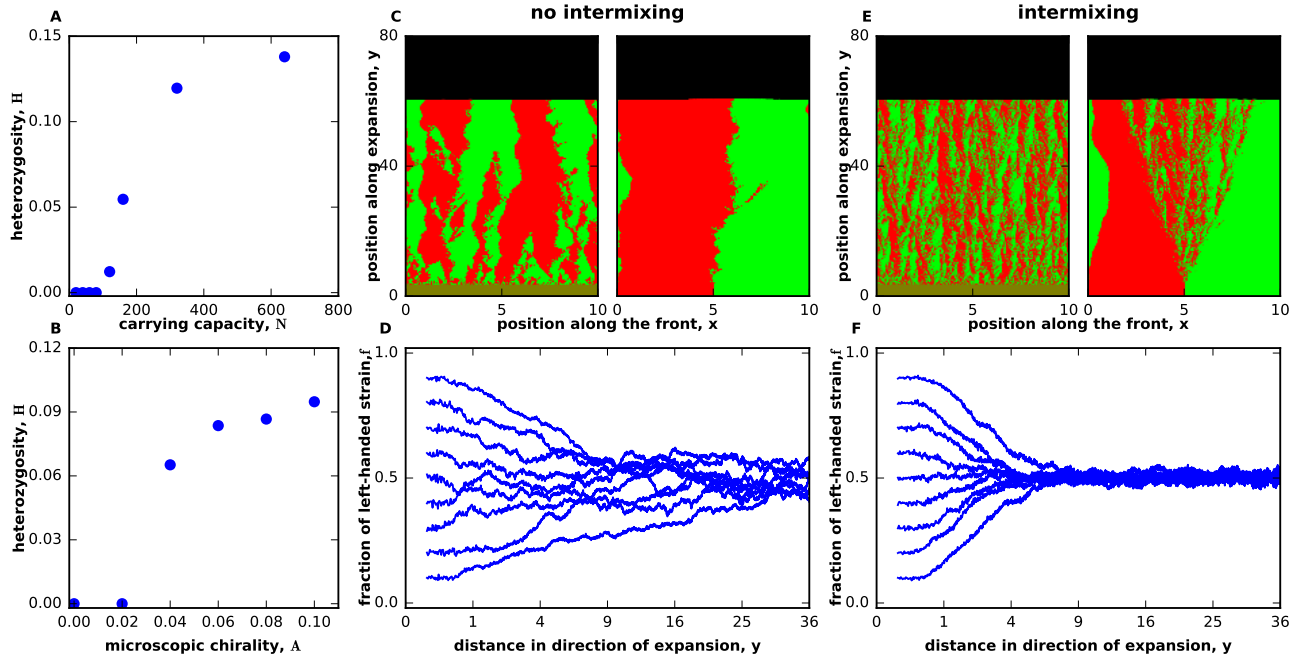 A
0.15
0.10
0.05
0.00
heterozygosity, H
0 200 400 600 800
carrying capacity, N
B
0.12
0.09
0.06
0.03
0.00
heterozygosity, H
0.00 0.02 0.04 0.06 0.08 0.10
microscopic chirality, A
no intermixing
C
80
40
0
position along expansion, y
0 5 10 5 10
position along the front, x
D
1.0
0.5
0.0
fraction of left-handed strain, f
0 1 4 9 16 25 36
distance in direction of expansion, y
intermixing
E
80
40
0
position along expansion, y
0 5 10 0 5 10
position along the front, x
F
1.0
0.5
0.0
fraction of left-handed strain, f
0 1 4 9 16 25 36
distance in direction of expansion, y